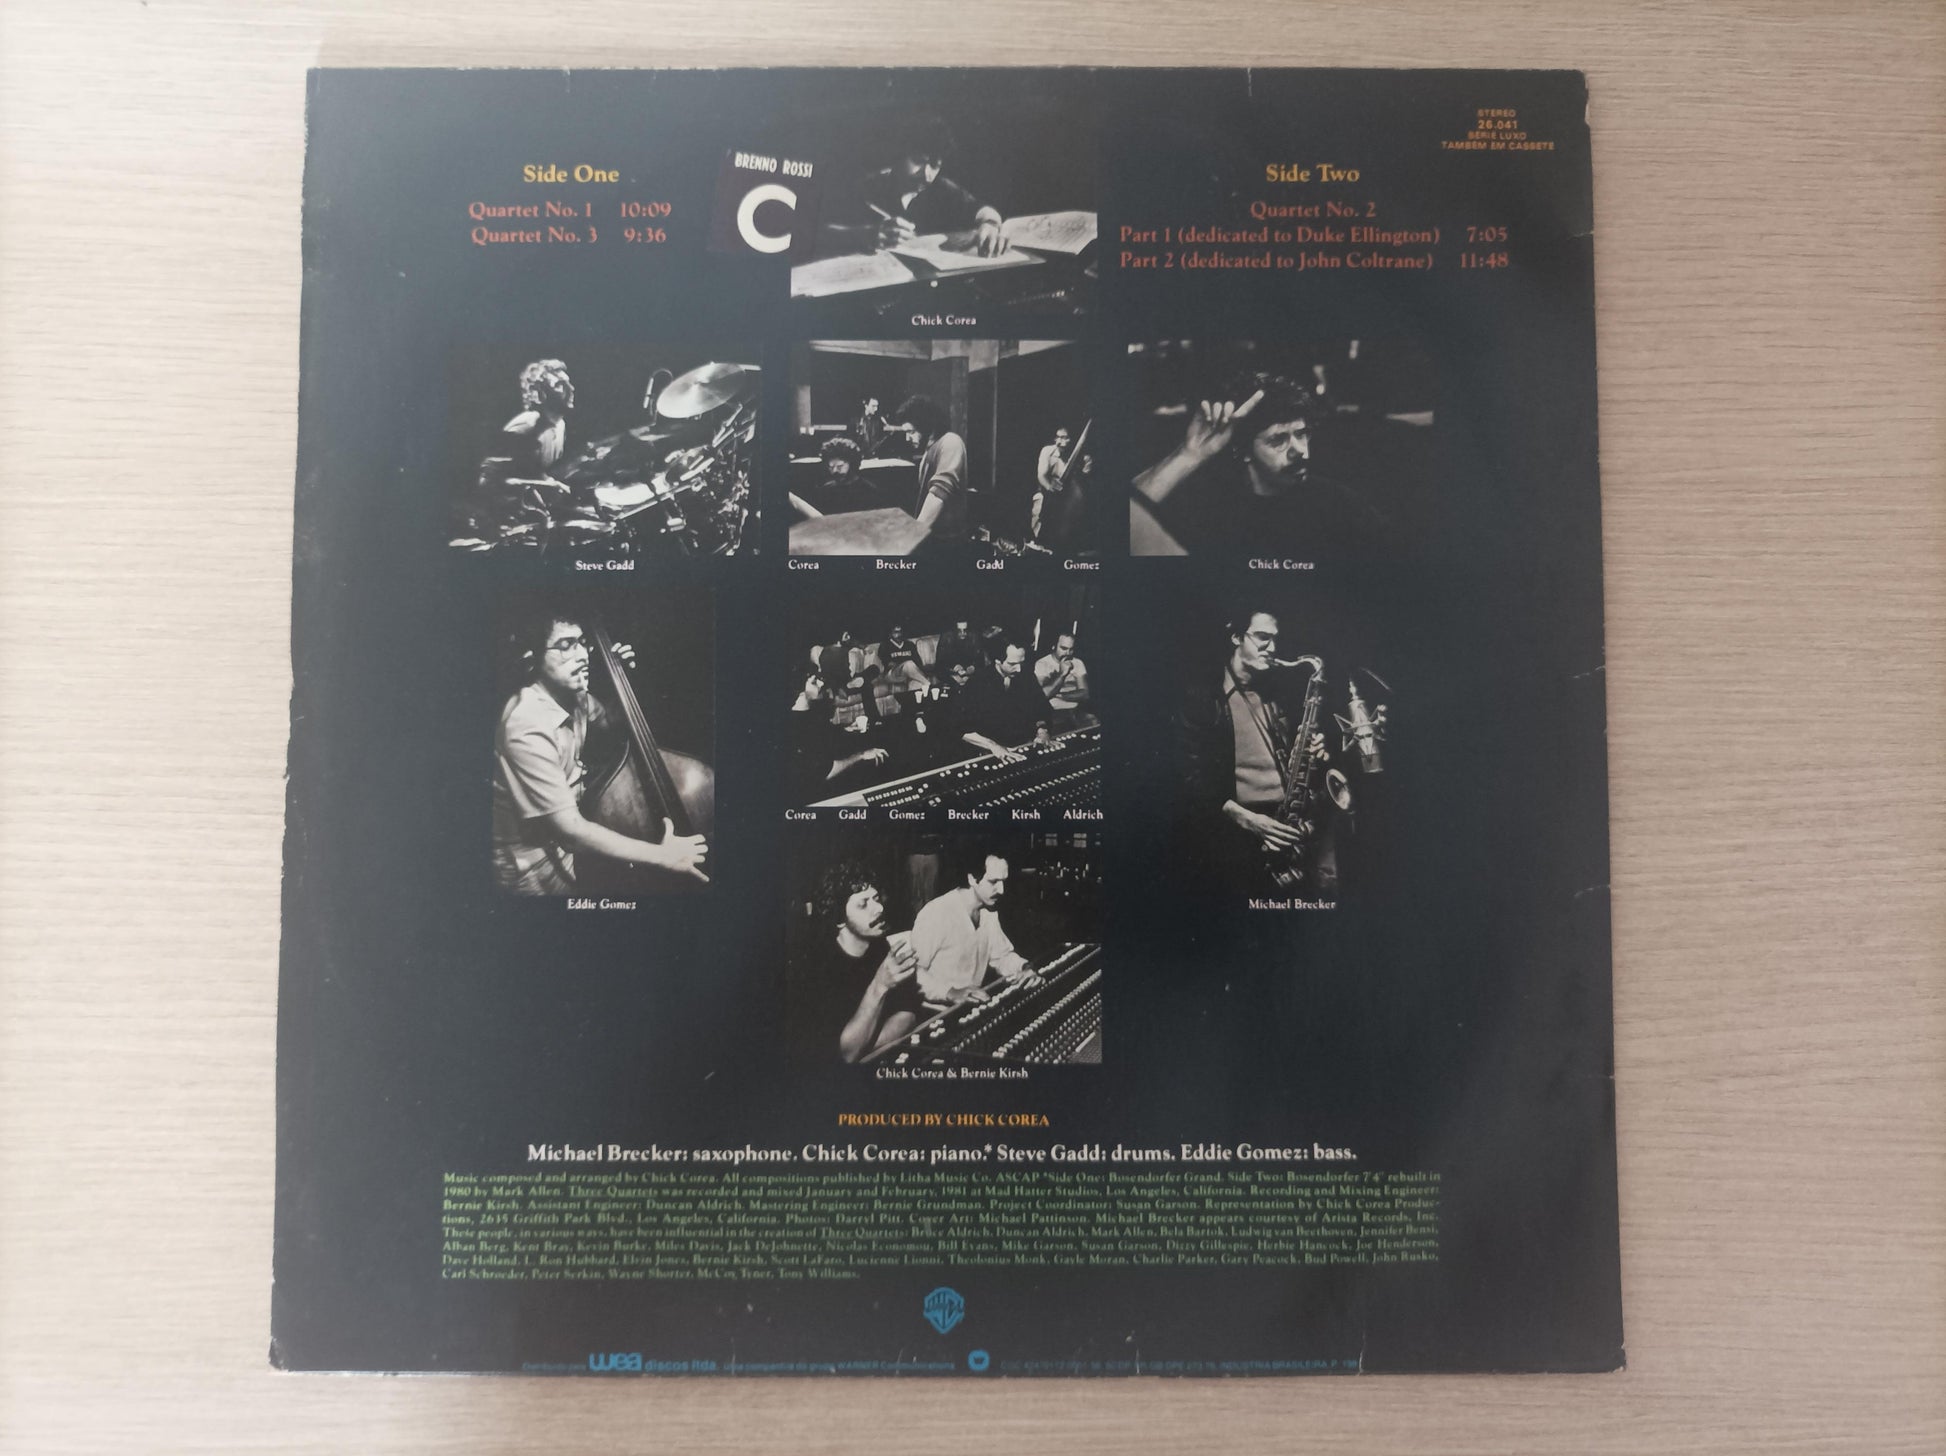 STEREO
26.041
SÉRIE LUXO
TAMBÉM EM CASSETE
Side One
Quartet No. 1 10:09
Quartet No. 3 9:36
BRENNO ROSSI
C
Side Two
Quartet No. 2
Part 1 (dedicated to Duke Ellington) 7:05
Part 2 (dedicated to John Coltrane) 11:48
Chick Corea
Steve Gadd
Corea Brecker Gadd Gomez
Chick Corea
Eddie Gomez
Corea Gadd Gomez Brecker Kirsh Aldrich
Michael Brecker
Chick Corea & Bernie Kirsh
PRODUCED BY CHICK COREA
Michael Brecker: saxophone. Chick Corea: piano.* Steve Gadd: drums. Eddie Gomez: bass.
Music composed and arranged by Chick Corea. All compositions published by Litha Music Co. ASCAP *Side One: Bosendorfer Grand. Side Two: Bosendorfer 7'4" rebuilt in
1980 by Mark Allen. Three Quartets was recorded and mixed January and February, 1981 at Mad Hatter Studios, Los Angeles, California. Recording and Mixing Engineer:
Bernie Kirsh. Assistant Engineer: Duncan Aldrich. Mastering Engineer: Bernie Grundman. Project Coordinator: Susan Garson. Representation by Chick Corea Produc-
tions, 2635 Griffith Park Blvd., Los Angeles, California. Photos: Darryl Pitt. Cover Art: Michael Pattinson. Michael Brecker appears courtesy of Arista Records, Inc.
These people, in various ways, have been influential in the creation of Three Quartets: Bruce Aldrich, Duncan Aldrich, Mark Allen, Bela Bartok, Ludwig van Beethoven, Jennifer Benst,
Alban Berg, Kent Bray, Kevin Burke, Miles Davis, Jack DeJohnette, Nicolas Economou, Bill Evans, Mike Garson, Susan Garson, Dizzy Gillespie, Herbie Hancock, Joe Henderson,
Dave Holland, L. Ron Hubbard, Elvin Jones, Bernie Kirsh, Scott LaFaro, Lucienne Lionni, Thelonius Monk, Gayle Moran, Charlie Parker, Gary Peacock, Bud Powell, John Rusko,
Carl Schroeder, Peter Serkin, Wayne Shorter, McCoy Tyner, Tony Williams.
Distribuído pela wea discos ltda. uma companhia do grupo WARNER Communications INDÚSTRIA BRASILEIRA